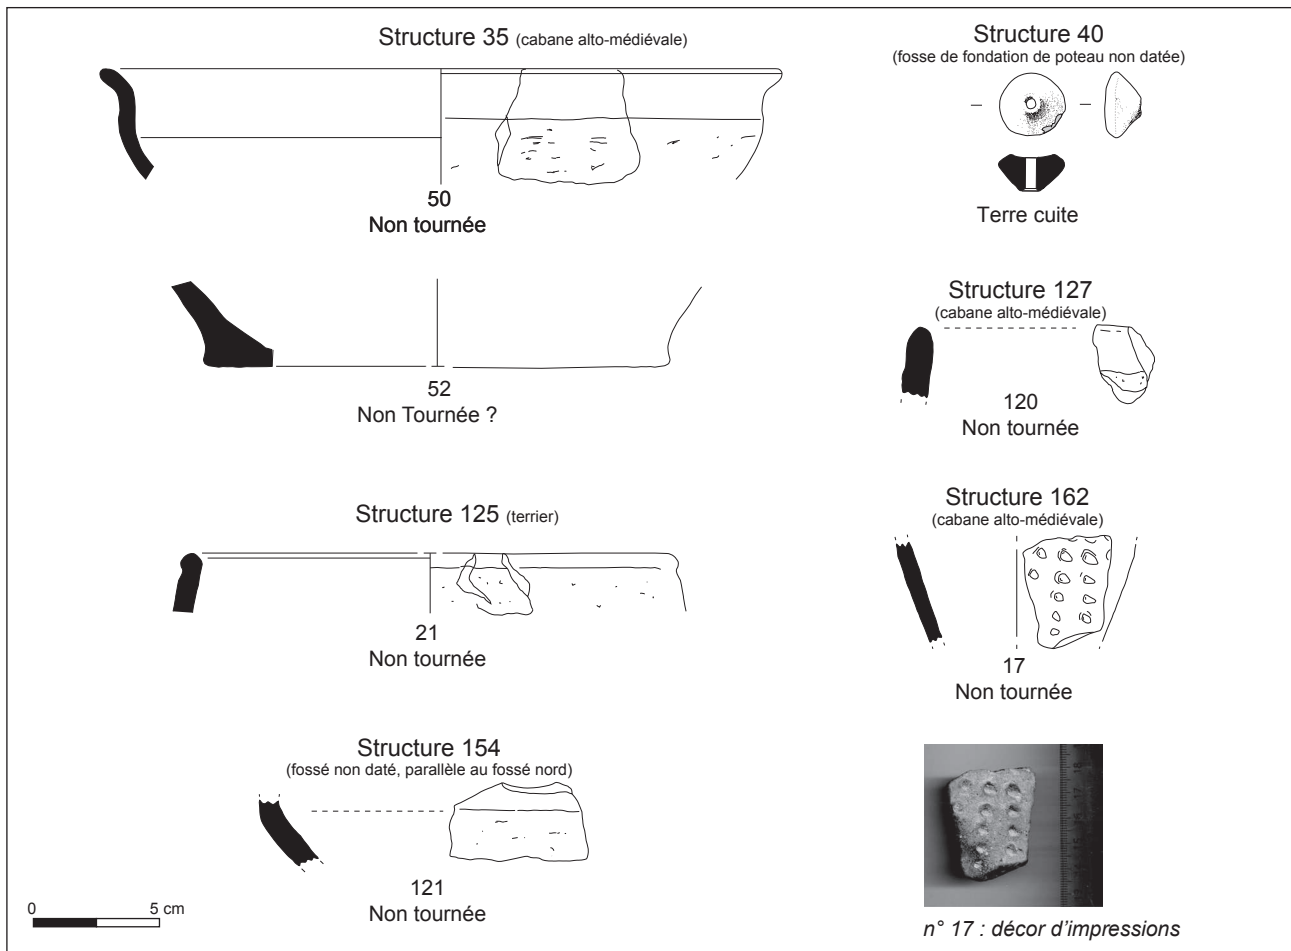 Structure 35 (cabane alto-médiévale)
50
Non tournée
52
Non Tournée ?
Structure 125 (terrier)
21
Non tournée
Structure 154
(fossé non daté, parallèle au fossé nord)
121
Non tournée
0 5 cm
Structure 40
(fosse de fondation de poteau non datée)
Terre cuite
Structure 127
(cabane alto-médiévale)
120
Non tournée
Structure 162
(cabane alto-médiévale)
17
Non tournée
n° 17 : décor d'impressions